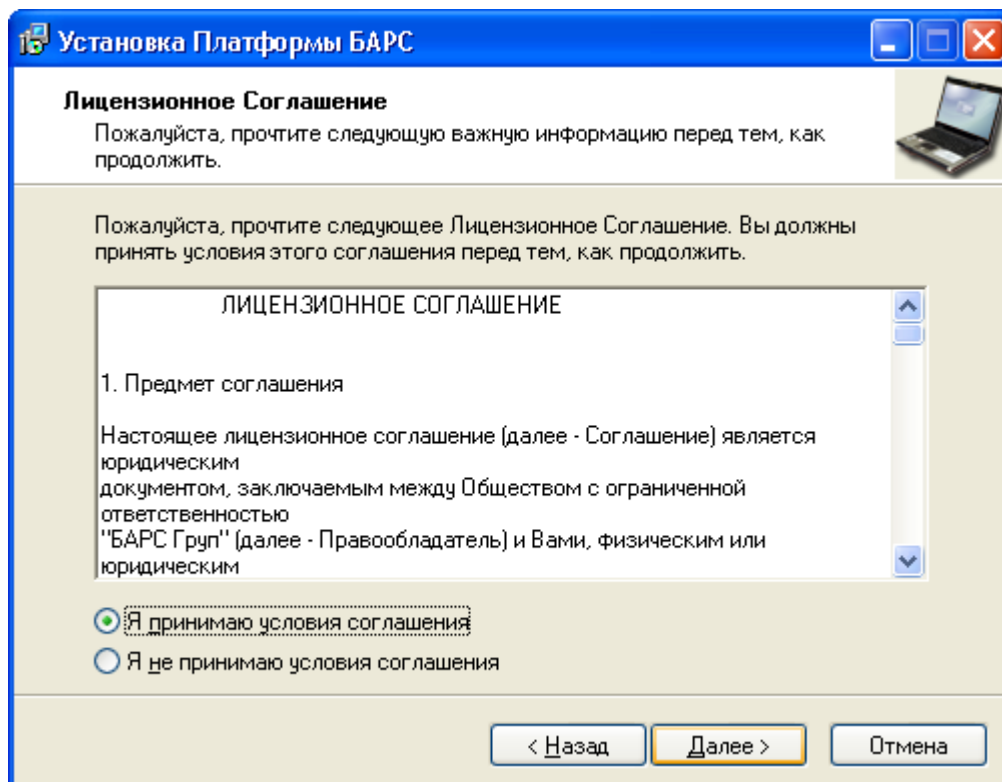 Установка Платформы БАРС
Лицензионное Соглашение
Пожалуйста, прочтите следующую важную информацию перед тем, как
продолжить.
Пожалуйста, прочтите следующее Лицензионное Соглашение. Вы должны
принять условия этого соглашения перед тем, как продолжить.
ЛИЦЕНЗИОННОЕ СОГЛАШЕНИЕ
1. Предмет соглашения
Настоящее лицензионное соглашение (далее - Соглашение) является
юридическим
документом, заключаемым между Обществом с ограниченной
ответственностью
"БАРС Груп" (далее - Правообладатель) и Вами, физическим или
юридическим
Я принимаю условия соглашения
Я не принимаю условия соглашения
< Назад Далее > Отмена